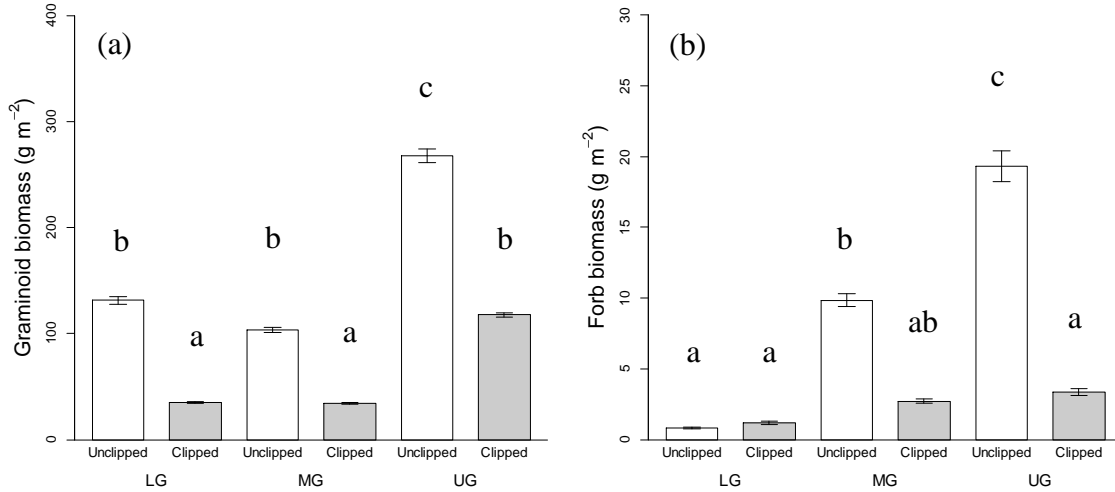 (a)
Graminoid biomass (g m⁻²)
400
300
200
100
0
b
a
b
a
c
b
Unclipped Clipped Unclipped Clipped Unclipped Clipped
LG MG UG
(b)
Forb biomass (g m⁻²)
30
25
20
15
10
5
0
a
a
b
ab
c
a
Unclipped Clipped Unclipped Clipped Unclipped Clipped
LG MG UG